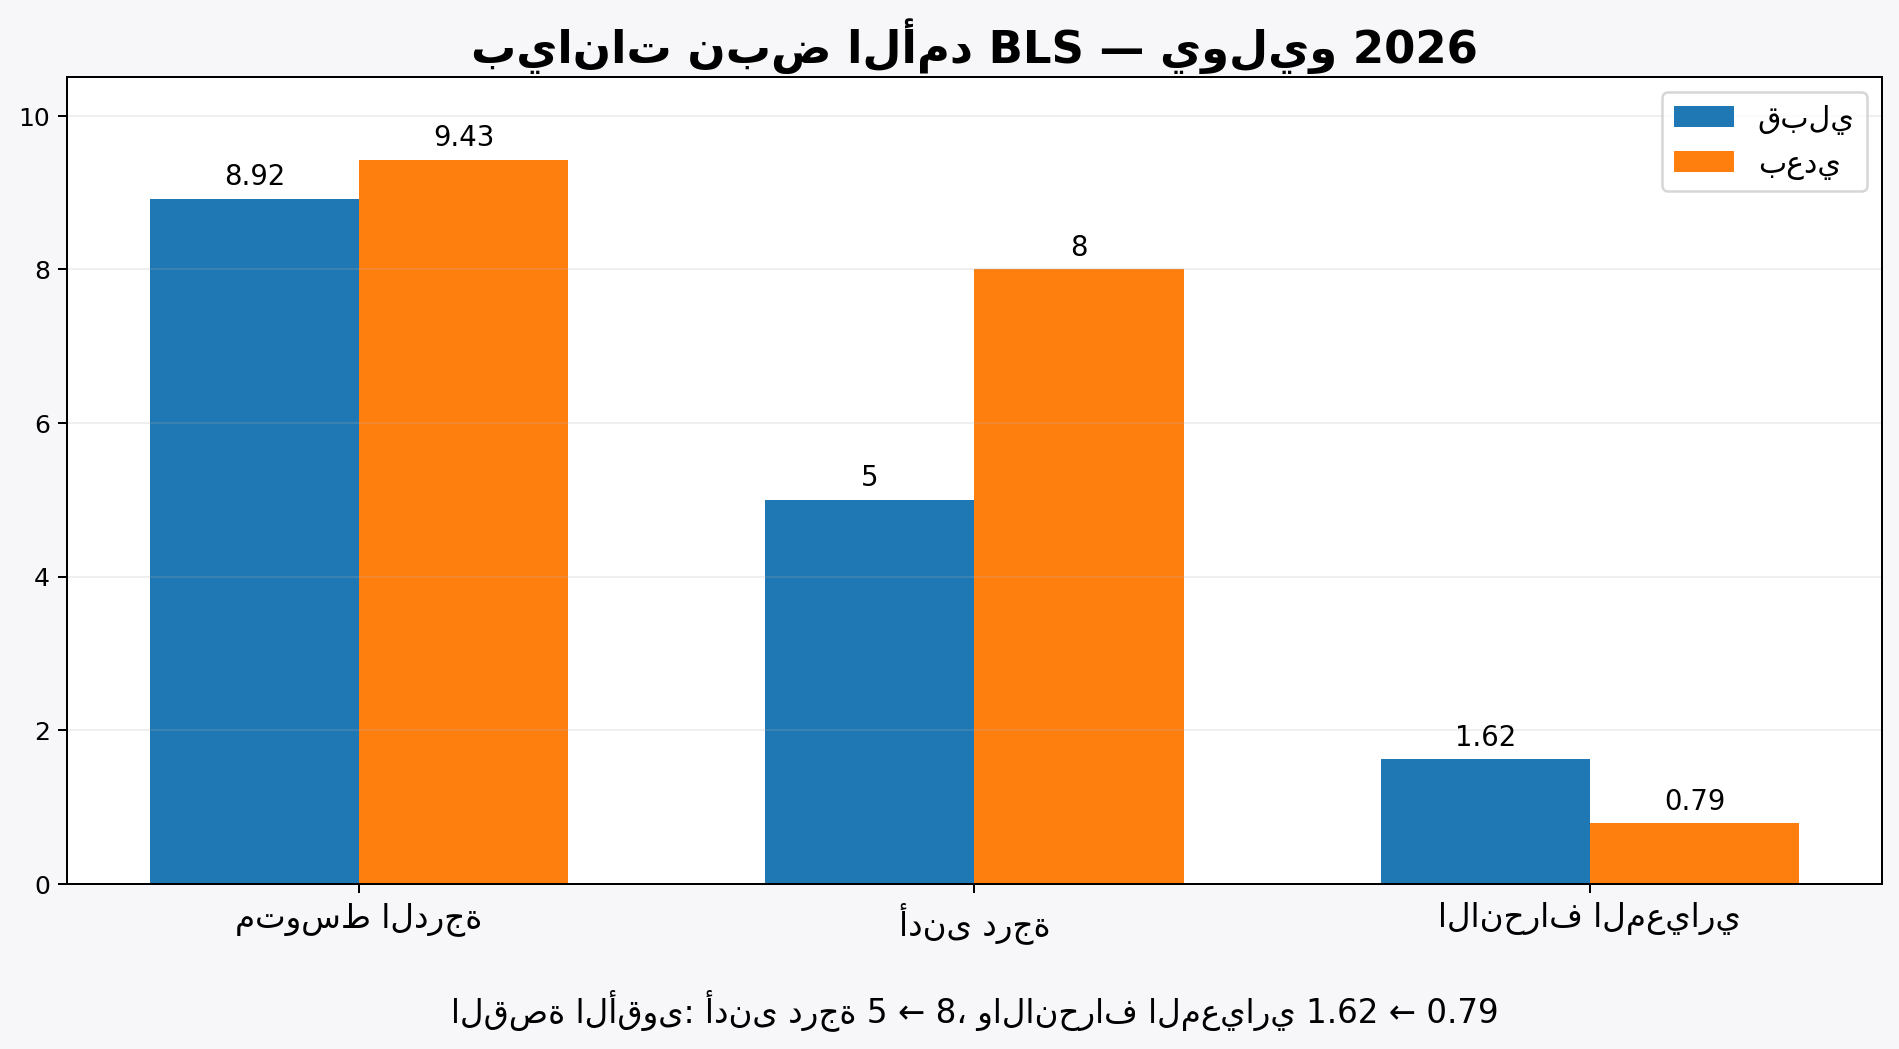 بيانات نبض الأمد BLS — يوليو 2026
قبلي
بعدي
10
8
6
4
2
0
8.92
9.43
5
8
1.62
0.79
متوسط الدرجة
أدنى درجة
الانحراف المعياري
القصة الأقوى: أدنى درجة 5 ← 8، والانحراف المعياري 1.62 ← 0.79